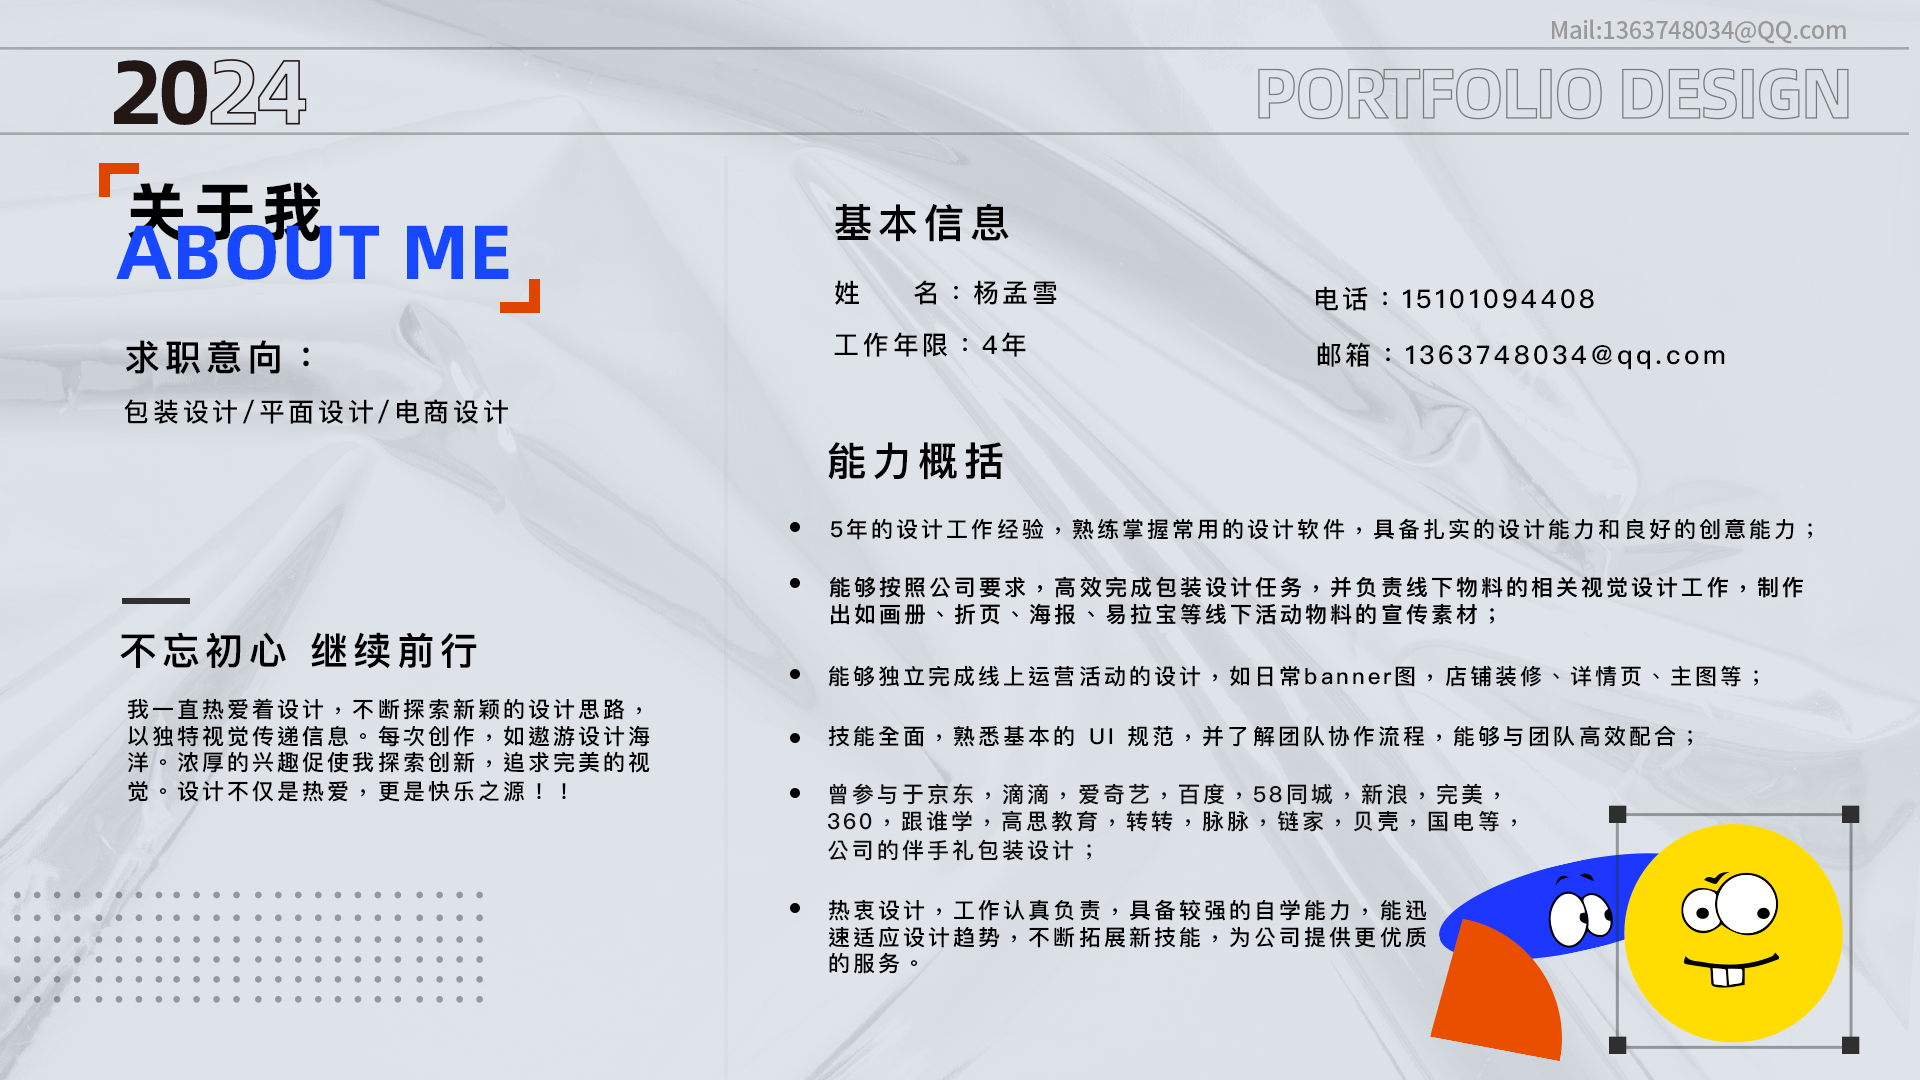 Mail:1363748034@QQ.com
2024
PORTFOLIO DESIGN
关于我
ABOUT ME
求职意向：
包装设计/平面设计/电商设计
不忘初心 继续前行
我一直热爱着设计，不断探索新颖的设计思路，
以独特视觉传递信息。每次创作，如遨游设计海
洋。浓厚的兴趣促使我探索创新，追求完美的视
觉。设计不仅是热爱，更是快乐之源！！
基本信息
姓　　名：杨孟雪
工作年限：4年
电话：15101094408
邮箱：1363748034@qq.com
能力概括
● 5年的设计工作经验，熟练掌握常用的设计软件，具备扎实的设计能力和良好的创意能力；
● 能够按照公司要求，高效完成包装设计任务，并负责线下物料的相关视觉设计工作，制作
出如画册、折页、海报、易拉宝等线下活动物料的宣传素材；
● 能够独立完成线上运营活动的设计，如日常banner图，店铺装修、详情页、主图等；
● 技能全面，熟悉基本的 UI 规范，并了解团队协作流程，能够与团队高效配合；
● 曾参与于京东，滴滴，爱奇艺，百度，58同城，新浪，完美，
360，跟谁学，高思教育，转转，脉脉，链家，贝壳，国电等，
公司的伴手礼包装设计；
● 热衷设计，工作认真负责，具备较强的自学能力，能迅
速适应设计趋势，不断拓展新技能，为公司提供更优质
的服务。